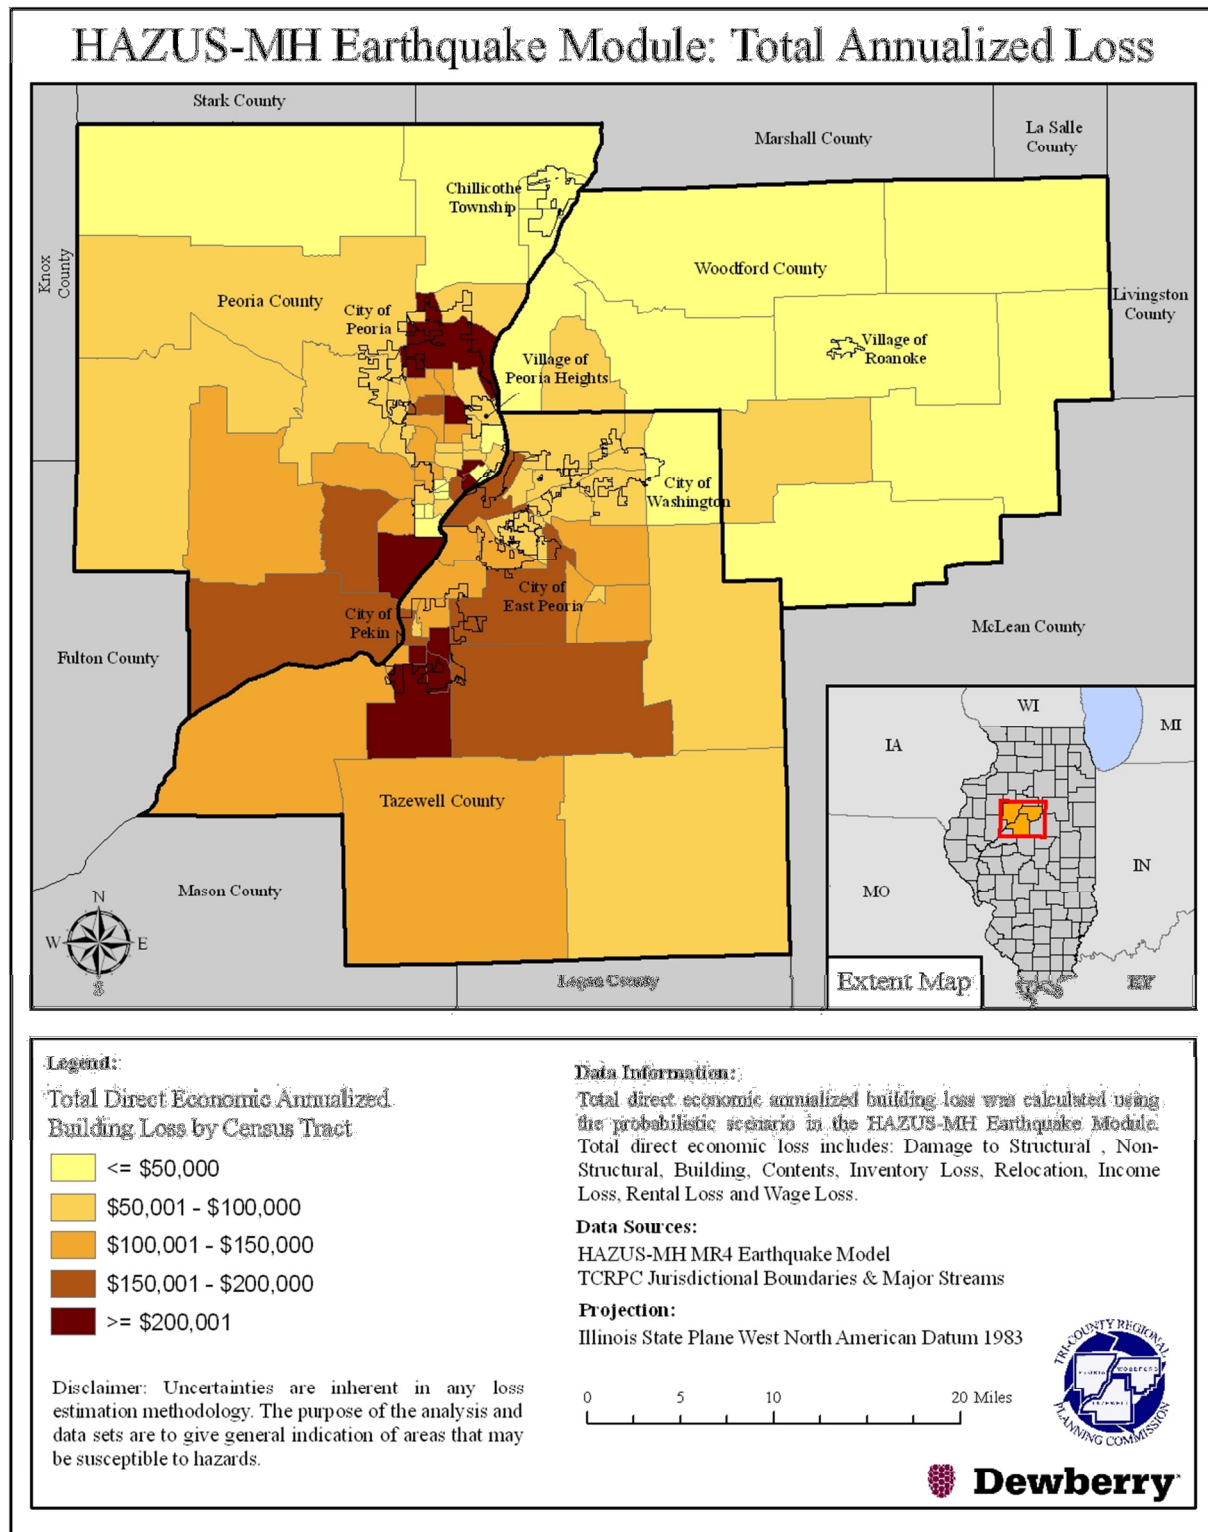 HAZUS-MH Earthquake Module: Total Annualized Loss
Stark County
Marshall County
La Salle
County
Knox
County
Chillicothe
Township
Woodford County
Livingston
County
Peoria County
City of
Peoria
Village of
Peoria Heights
Village of
Roanoke
City of
Washington
City of
East Peoria
City of
Pekin
Fulton County
McLean County
Tazewell County
Mason County
Logan County
N
W
E
S
WI
MI
IA
IN
MO
KY
Extent Map
Legend:
Total Direct Economic Annualized
Building Loss by Census Tract
<= $50,000
$50,001 - $100,000
$100,001 - $150,000
$150,001 - $200,000
>= $200,001
Disclaimer: Uncertainties are inherent in any loss
estimation methodology. The purpose of the analysis and
data sets are to give general indication of areas that may
be susceptible to hazards.
Data Information:
Total direct economic annualized building loss was calculated using
the probabilistic scenario in the HAZUS-MH Earthquake Module.
Total direct economic loss includes: Damage to Structural , Non-
Structural, Building, Contents, Inventory Loss, Relocation, Income
Loss, Rental Loss and Wage Loss.
Data Sources:
HAZUS-MH MR4 Earthquake Model
TCRPC Jurisdictional Boundaries & Major Streams
Projection:
Illinois State Plane West North American Datum 1983
0 5 10 20 Miles
TRI-COUNTY REGIONAL
PEORIA
WOODFORD
TAZEWELL
PLANNING COMMISSION
Dewberry